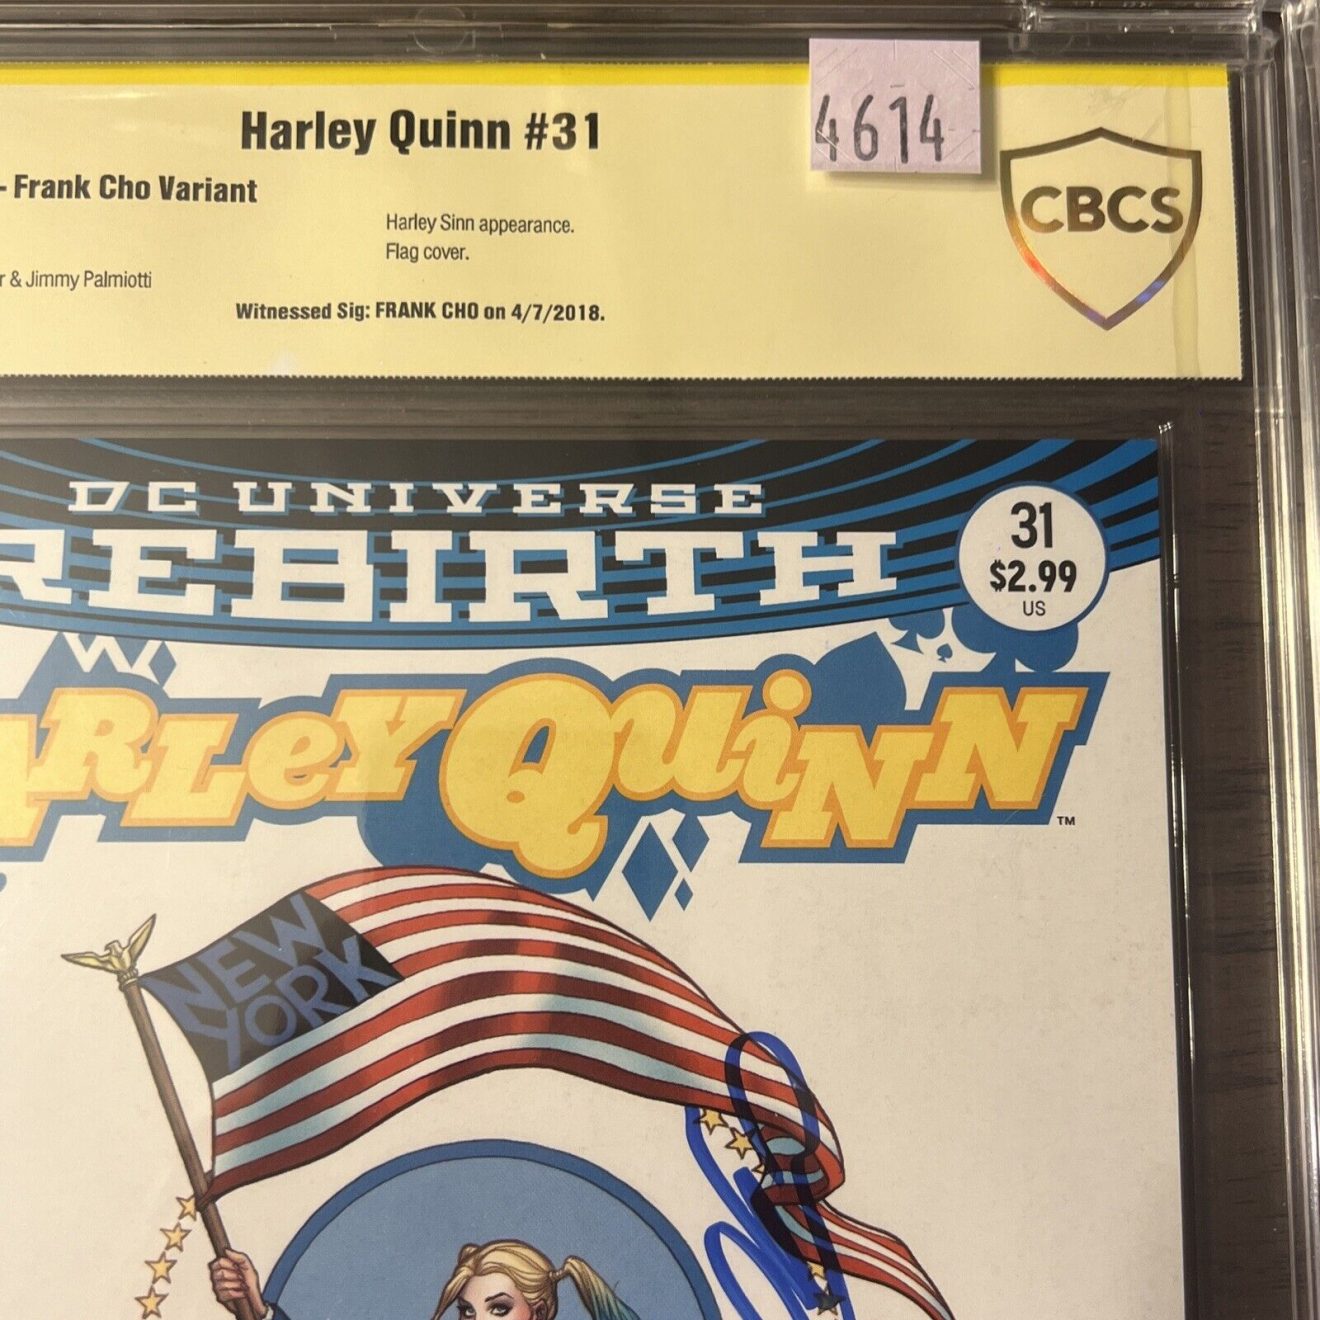 4614
Harley Quinn #31
CBCS
- Frank Cho Variant
Harley Sinn appearance.
Flag cover.
r & Jimmy Palmiotti
Witnessed Sig: FRANK CHO on 4/7/2018.
DC UNIVERSE
REBIRTH
31
$2.99
US
ARLEY QUINN
TM
NEW
YORK